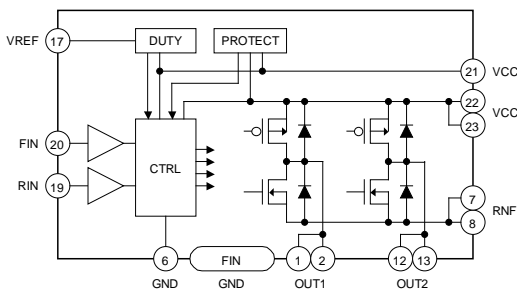 DUTY PROTECT
VREF 17
21 VCC
22 VCC
23
FIN 20
CTRL
RIN 19
7 RNF
8
6 FIN 1 2 12 13
GND GND OUT1 OUT2